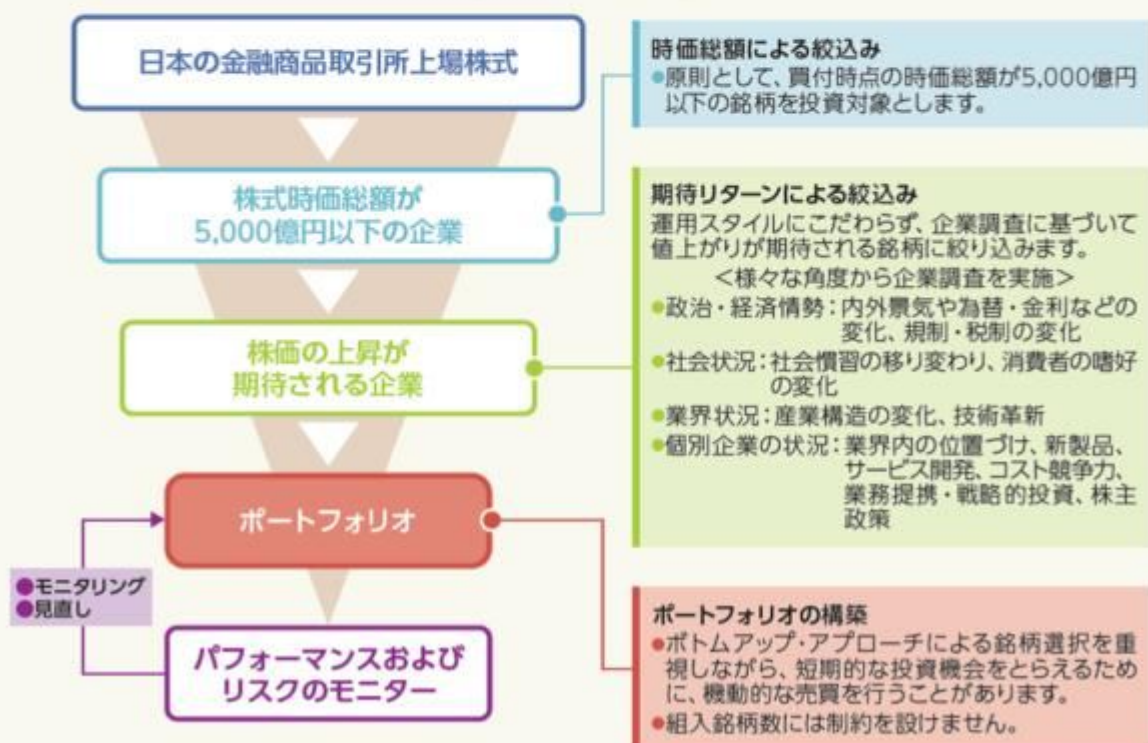 日本の金融商品取引所上場株式
株式時価総額が
5,000億円以下の企業
株価の上昇が
期待される企業
ポートフォリオ
●モニタリング
●見直し
パフォーマンスおよび
リスクのモニター
時価総額による絞込み
●原則として、買付時点の時価総額が5,000億円
以下の銘柄を投資対象とします。
期待リターンによる絞込み
運用スタイルにこだわらず、企業調査に基づいて
値上がりが期待される銘柄に絞り込みます。
＜様々な角度から企業調査を実施＞
●政治・経済情勢：内外景気や為替・金利などの
変化、規制・税制の変化
●社会状況：社会慣習の移り変わり、消費者の嗜好
の変化
●業界状況：産業構造の変化、技術革新
●個別企業の状況：業界内の位置づけ、新製品、
サービス開発、コスト競争力、
業務提携・戦略的投資、株主
政策
ポートフォリオの構築
●ボトムアップ・アプローチによる銘柄選択を重
視しながら、短期的な投資機会をとらえるため
に、機動的な売買を行うことがあります。
●組入銘柄数には制約を設けません。